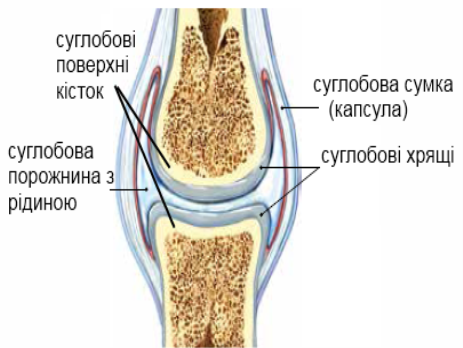 суглобові
поверхні
кісток
суглобова сумка
(капсула)
суглобова
порожнина з
рідиною
суглобові хрящі